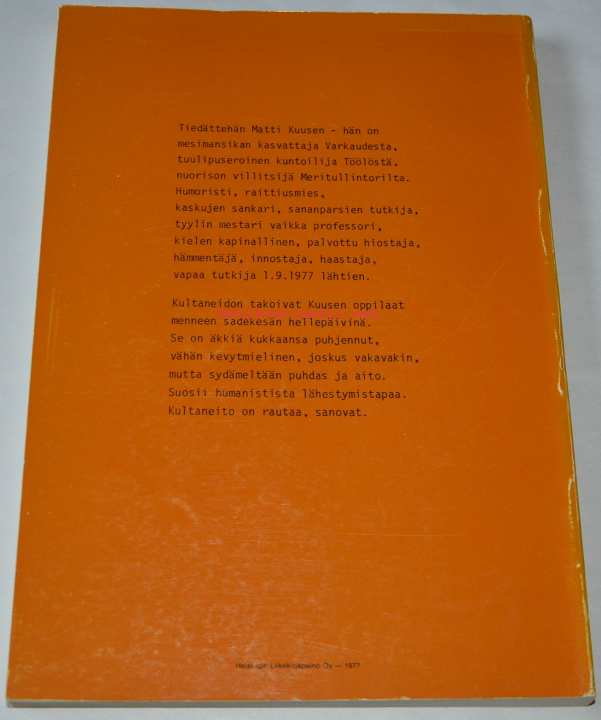 Tiedättehän Matti Kuusen - hän on
mesimansikan kasvattaja Varkaudesta,
tuulipuseroinen kuntoilija Töölöstä,
nuorison villitsijä Meritullintorilta.
Humoristi, raittiusmies,
kaskujen sankari, sananparsien tutkija,
tyylin mestari vaikka professori,
kielen kapinallinen, palvottu hiostaja,
hämmentäjä, innostaja, haastaja,
vapaa tutkija 1.9.1977 lähtien.
Kultaneidon takoivat Kuusen oppilaat
menneen sadekesän hellepäivinä.
Se on äkkiä kukkaansa puhjennut,
vähän kevytmielinen, joskus vakavakin,
mutta sydämeltään puhdas ja aito.
Suosii humanistista lähestymistapaa.
Kultaneito on rautaa, sanovat.
Helsingin Liikekirjapaino Oy — 1977